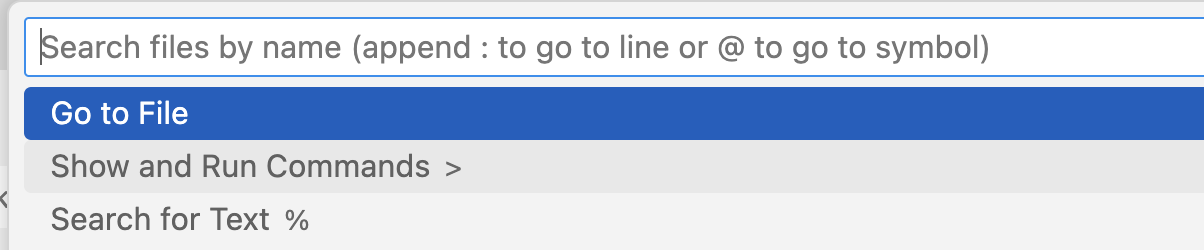 Search files by name (append : to go to line or @ to go to symbol)
Go to File
Show and Run Commands >
Search for Text %